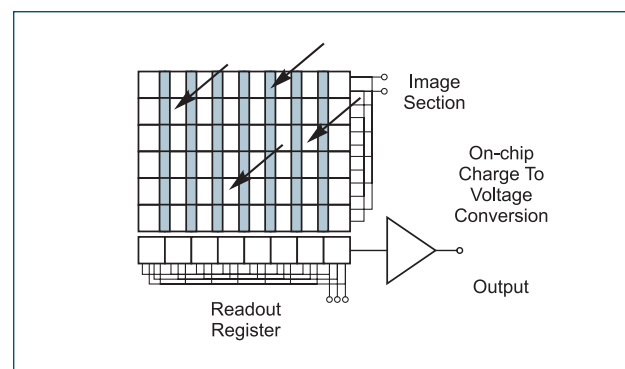 Image
Section
On-chip
Charge To
Voltage
Conversion
Output
Readout
Register